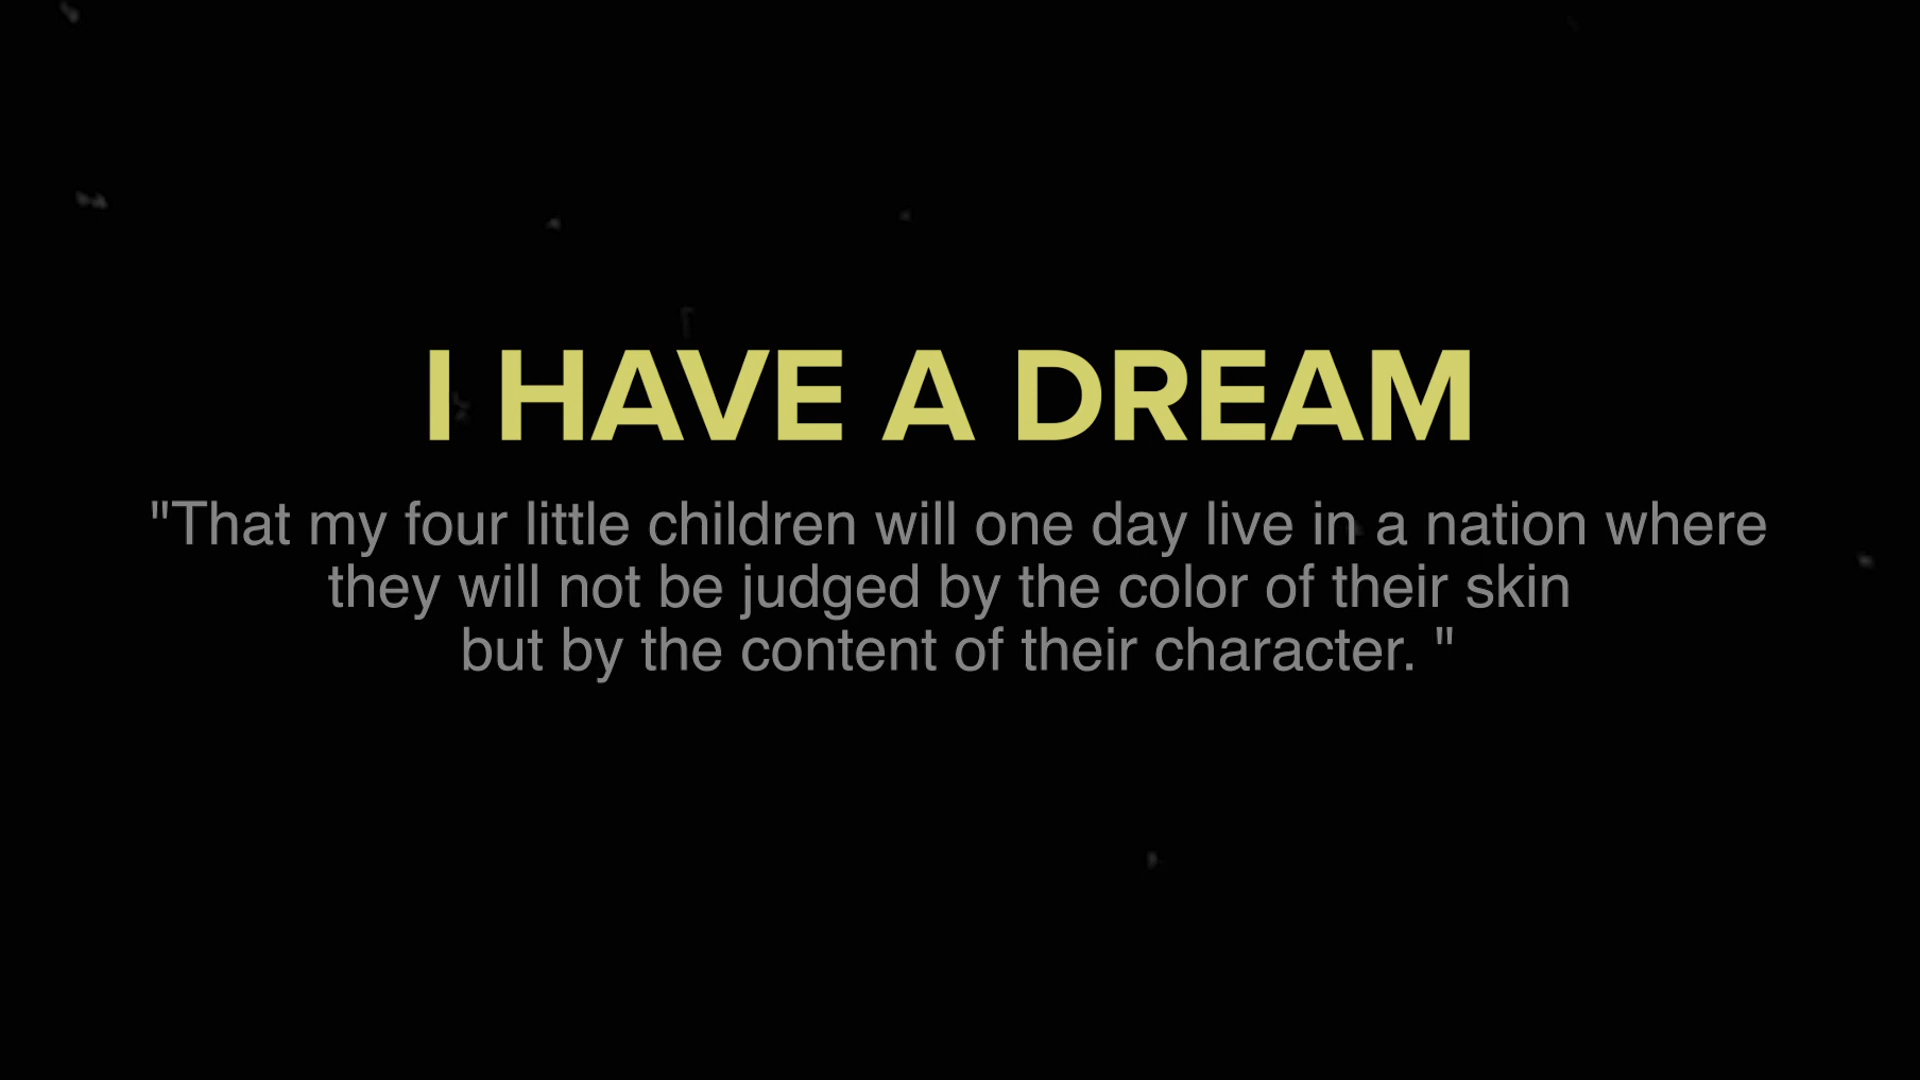 I HAVE A DREAM
"That my four little children will one day live in a nation where
they will not be judged by the color of their skin
but by the content of their character. "